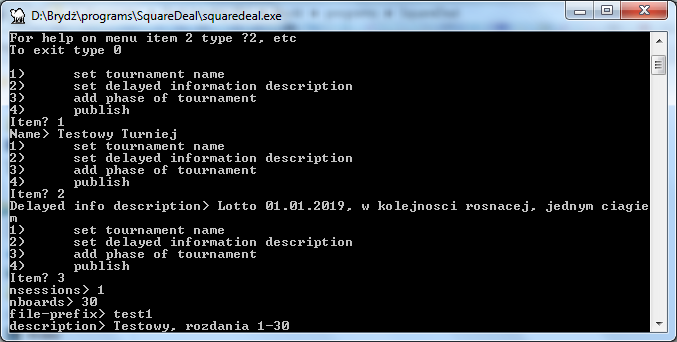 D:\Brydż\programs\SquareDeal\squaredeal.exe
For help on menu item 2 type ?2, etc
To exit type 0
1) set tournament name
2) set delayed information description
3) add phase of tournament
4) publish
Item? 1
Name> Testowy Turniej
1) set tournament name
2) set delayed information description
3) add phase of tournament
4) publish
Item? 2
Delayed info description> Lotto 01.01.2019, w kolejnosci rosnacej, jednym ciagie
m
1) set tournament name
2) set delayed information description
3) add phase of tournament
4) publish
Item? 3
nsessions> 1
nboards> 30
file-prefix> test1
description> Testowy, rozdania 1-30